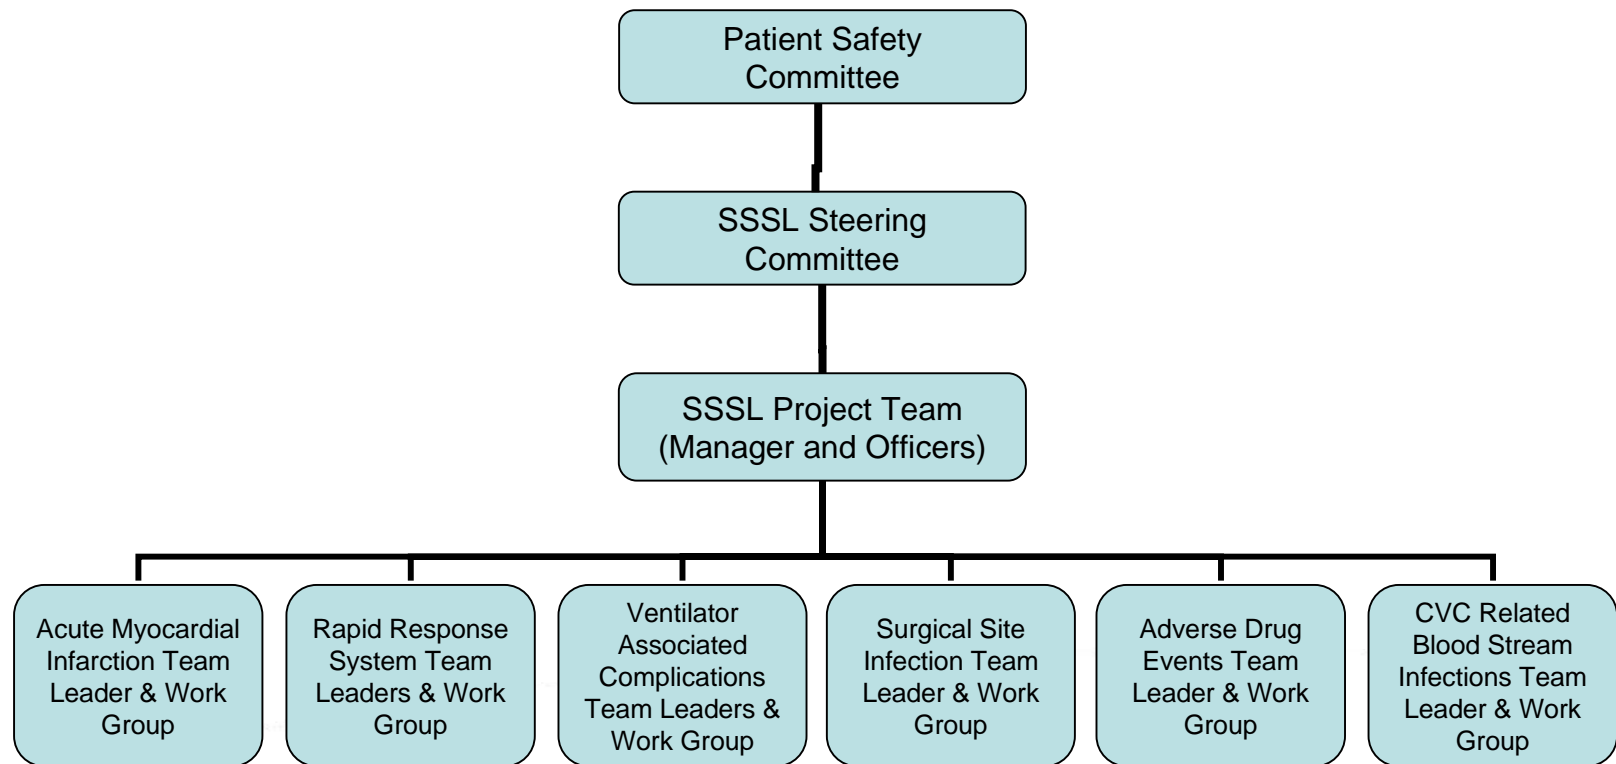 Patient Safety
Committee
SSSL Steering
Committee
SSSL Project Team
(Manager and Officers)
Acute Myocardial
Infarction Team
Leader & Work
Group
Rapid Response
System Team
Leaders & Work
Group
Ventilator
Associated
Complications
Team Leaders &
Work Group
Surgical Site
Infection Team
Leader & Work
Group
Adverse Drug
Events Team
Leader & Work
Group
CVC Related
Blood Stream
Infections Team
Leader & Work
Group